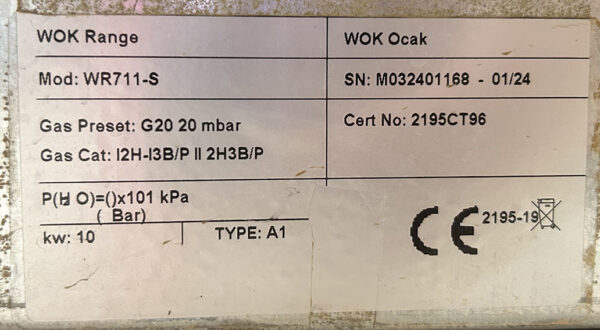 WOK Range
WOK Ocak
Mod: WR711-S
SN: M032401168 - 01/24
Gas Preset: G20 20 mbar
Cert No: 2195CT96
Gas Cat: I2H-I3B/P II 2H3B/P
P(H O)=()x101 kPa
( Bar)
CE 2195-19
kw: 10
TYPE: A1